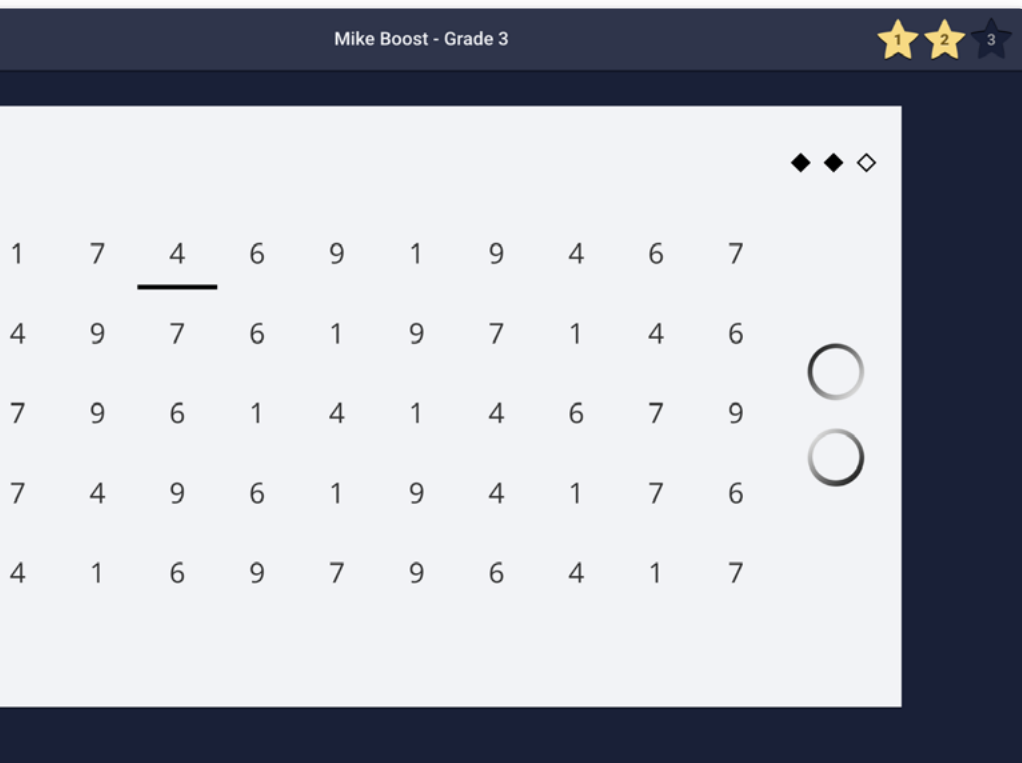 Mike Boost - Grade 3
1 2 3
1 7 4 6 9 1 9 4 6 7
4 9 7 6 1 9 7 1 4 6
7 9 6 1 4 1 4 6 7 9
7 4 9 6 1 9 4 1 7 6
4 1 6 9 7 9 6 4 1 7